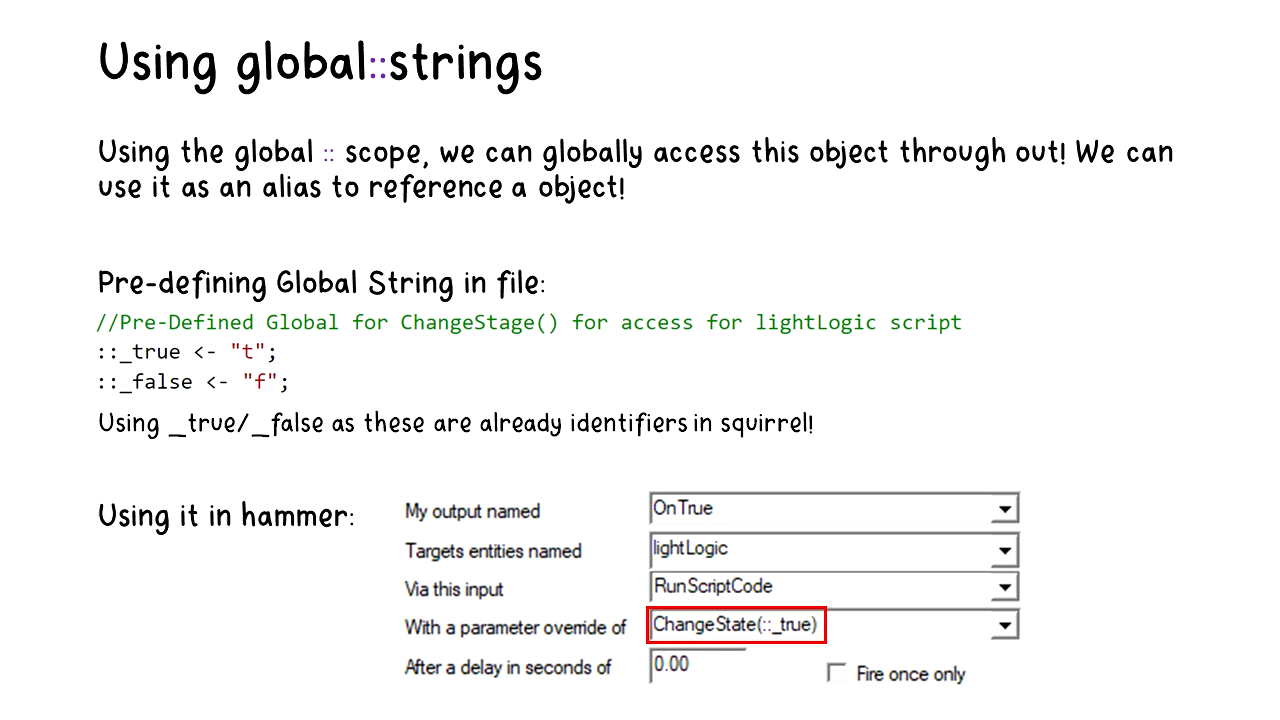 Using global::strings
Using the global :: scope, we can globally access this object through out! We can
use it as an alias to reference a object!
Pre-defining Global String in file:
//Pre-Defined Global for ChangeStage() for access for lightLogic script
::_true <- "t";
::_false <- "f";
Using _true/_false as these are already identifiers in squirrel!
Using it in hammer:
My output named OnTrue
Targets entities named lightLogic
Via this input RunScriptCode
With a parameter override of ChangeState(::_true)
After a delay in seconds of 0.00 Fire once only